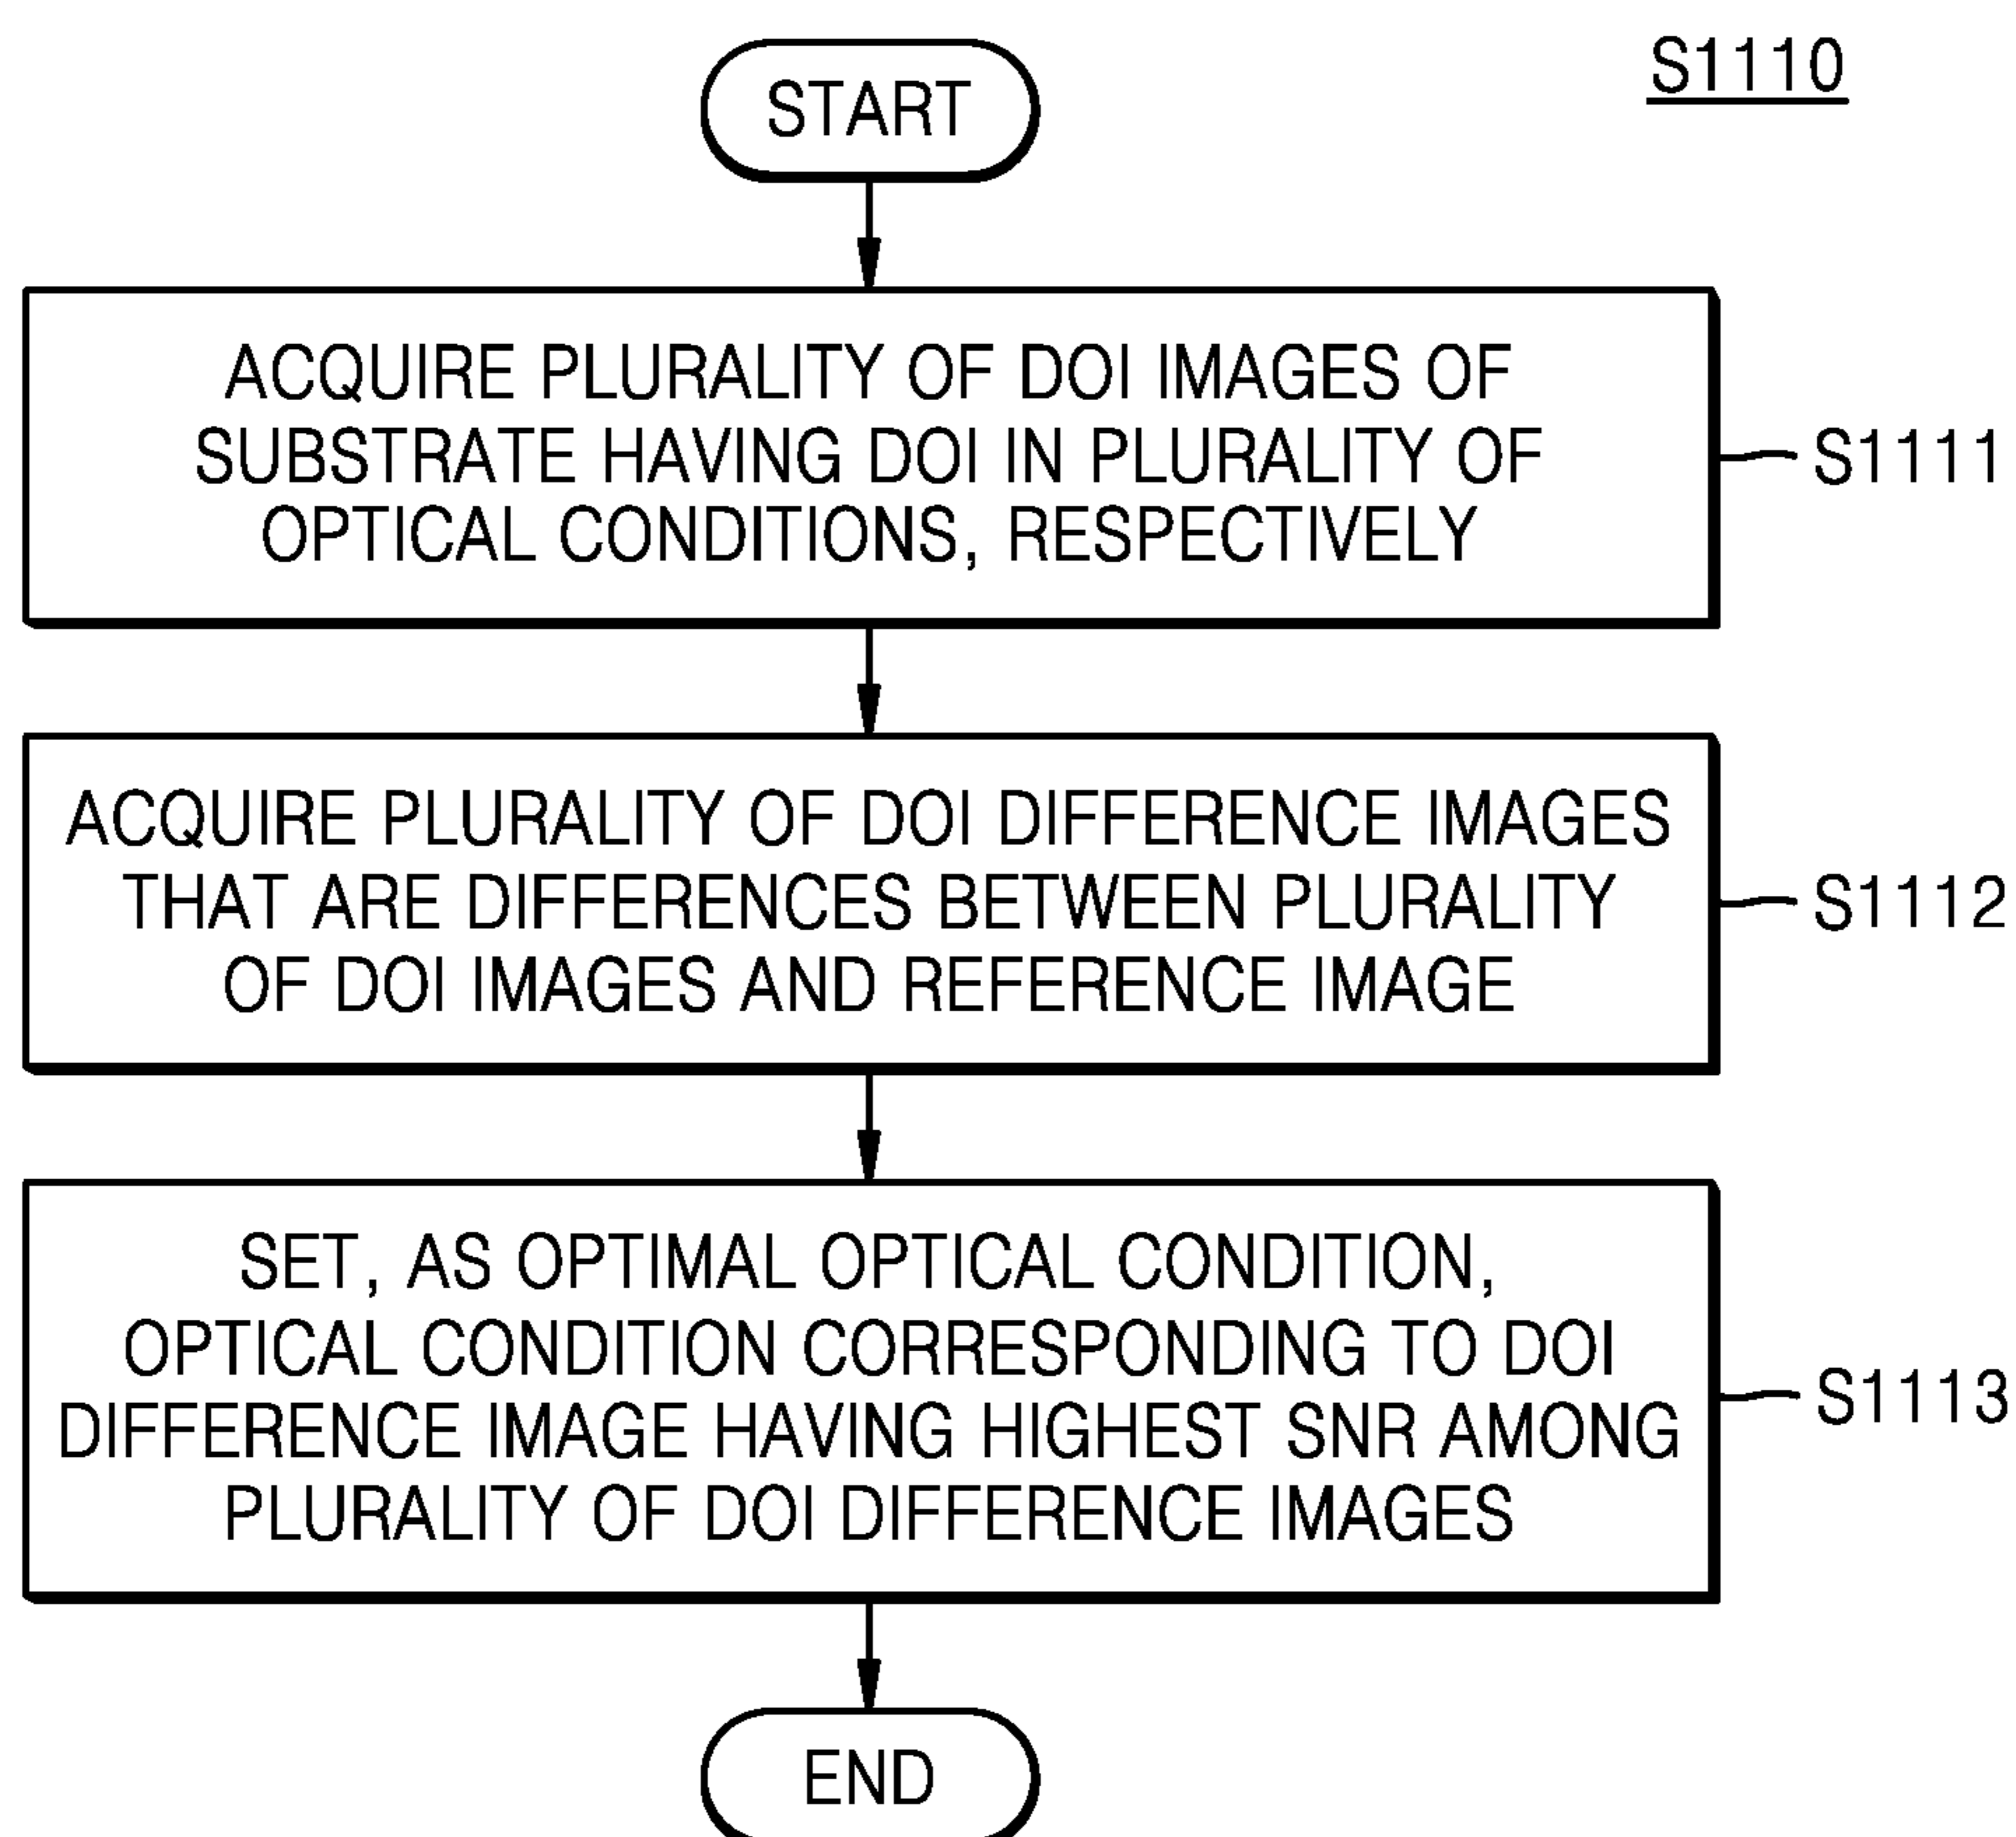 S1110
START
ACQUIRE PLURALITY OF DOI IMAGES OF
SUBSTRATE HAVING DOI IN PLURALITY OF
OPTICAL CONDITIONS, RESPECTIVELY
S1111
ACQUIRE PLURALITY OF DOI DIFFERENCE IMAGES
THAT ARE DIFFERENCES BETWEEN PLURALITY
OF DOI IMAGES AND REFERENCE IMAGE
S1112
SET, AS OPTIMAL OPTICAL CONDITION,
OPTICAL CONDITION CORRESPONDING TO DOI
DIFFERENCE IMAGE HAVING HIGHEST SNR AMONG
PLURALITY OF DOI DIFFERENCE IMAGES
S1113
END